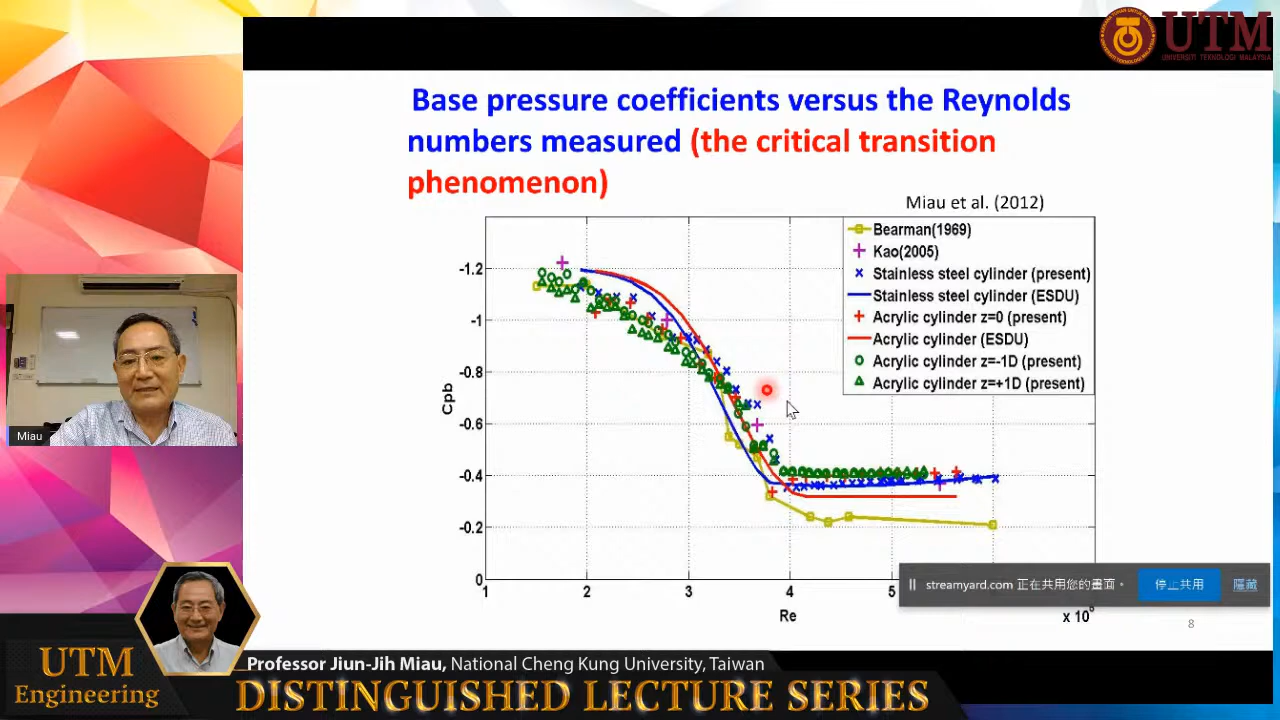 UTM
UNIVERSITI TEKNOLOGI MALAYSIA
Base pressure coefficients versus the Reynolds
numbers measured (the critical transition
phenomenon)
Miau et al. (2012)
Bearman(1969)
Kao(2005)
Stainless steel cylinder (present)
Stainless steel cylinder (ESDU)
Acrylic cylinder z=0 (present)
Acrylic cylinder (ESDU)
Acrylic cylinder z=-1D (present)
Acrylic cylinder z=+1D (present)
-1.2
-1
-0.8
-0.6
-0.4
-0.2
0
Cpb
1 2 3 4 5
Re
x 10
Miau
streamyard.com 正在共用您的畫面。 停止共用 隱藏
8
UTM
Engineering
Professor Jiun-Jih Miau, National Cheng Kung University, Taiwan
DISTINGUISHED LECTURE SERIES